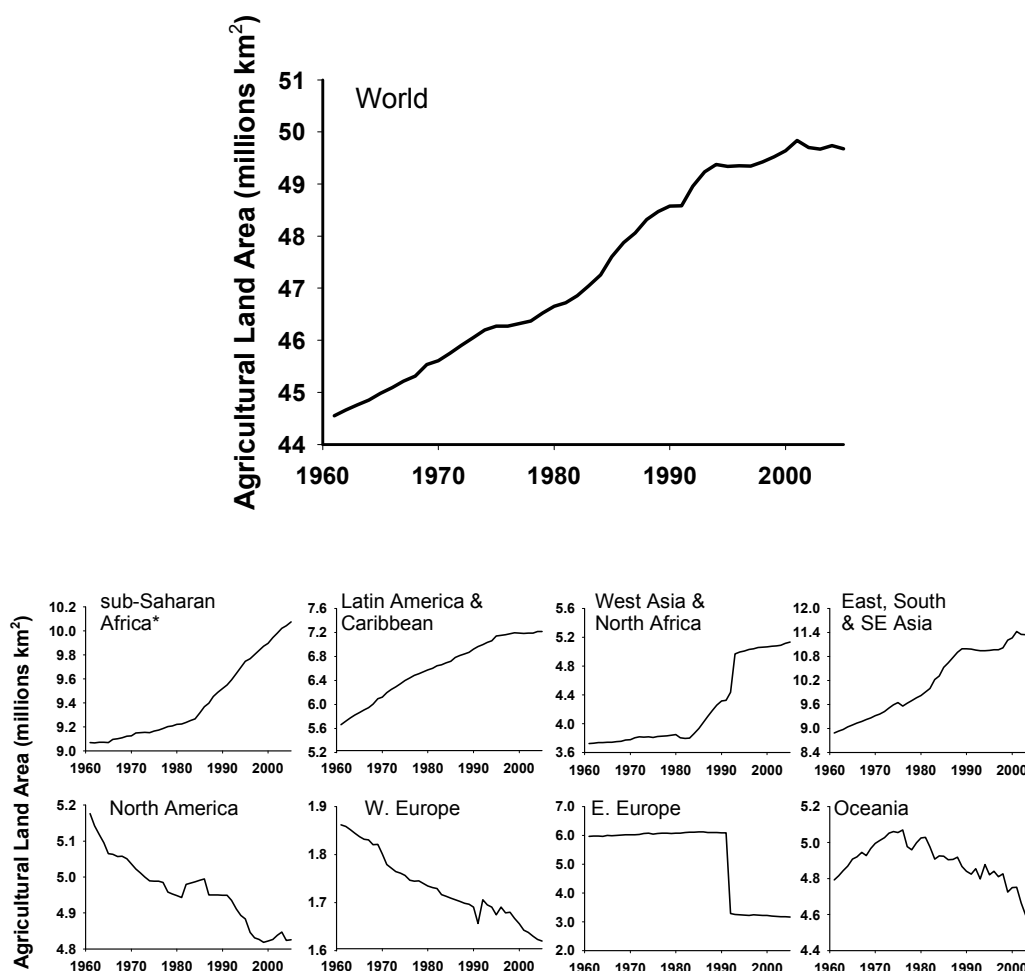 Agricultural Land Area (millions km²)
World
51
50
49
48
47
46
45
44
1960 1970 1980 1990 2000
Agricultural Land Area (millions km²)
sub-Saharan
Africa*
10.2
10.0
9.8
9.6
9.4
9.2
9.0
1960 1970 1980 1990 2000
Latin America &
Caribbean
7.6
7.2
6.8
6.4
6.0
5.6
5.2
1960 1970 1980 1990 2000
West Asia &
North Africa
5.6
4.8
4.4
3.6
3.6
1960 1970 1980 1990 2000
East, South
& SE Asia
12.0
11.4
10.8
10.2
9.6
9.0
8.4
1960 1970 1980 1990 2000
North America
5.2
5.1
5.0
4.9
4.8
1960 1970 1980 1990 2000
W. Europe
1.9
1.8
1.7
1.6
1960 1970 1980 1990 2000
E. Europe
7.0
6.0
5.0
4.0
3.0
2.0
1960 1970 1980 1990 2000
Oceania
5.2
5.0
4.8
4.6
4.4
1960 1970 1980 1990 2000